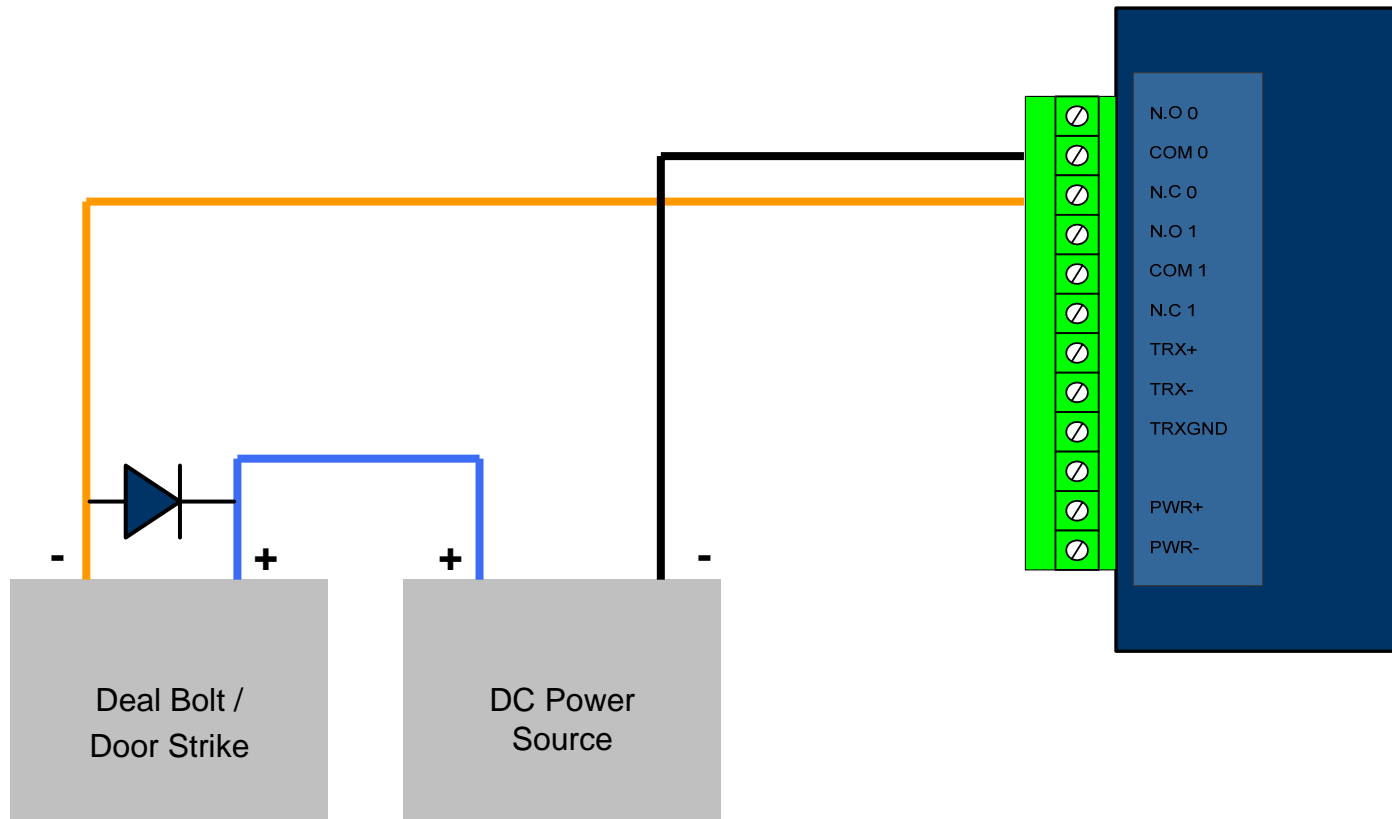 N.O 0
COM 0
N.C 0
N.O 1
COM 1
N.C 1
TRX+
TRX-
TRXGND
PWR+
PWR-
- + + -
Deal Bolt /
Door Strike
DC Power
Source